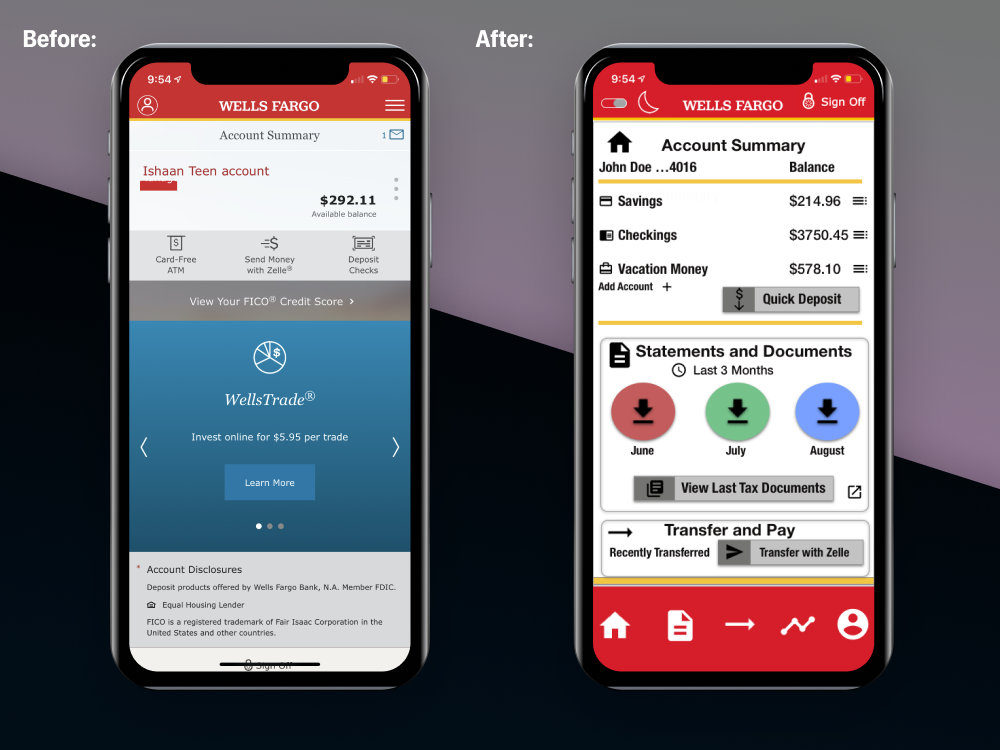 Before:
After:
9:54
WELLS FARGO
Account Summary
1
Ishaan Teen account
$292.11
Available balance
Card-Free
ATM
Send Money
with Zelle®
Deposit
Checks
View Your FICO® Credit Score
$
WellsTrade®
Invest online for $5.95 per trade
Learn More
* Account Disclosures
Deposit products offered by Wells Fargo Bank, N.A. Member FDIC.
Equal Housing Lender
FICO is a registered trademark of Fair Isaac Corporation in the
United States and other countries.
Sign Off
9:54
WELLS FARGO
Sign Off
Account Summary
John Doe ...4016 Balance
Savings $214.96
Checkings $3750.45
Vacation Money $578.10
Add Account +
$ Quick Deposit
Statements and Documents
Last 3 Months
June
July
August
View Last Tax Documents
Transfer and Pay
Recently Transferred
Transfer with Zelle